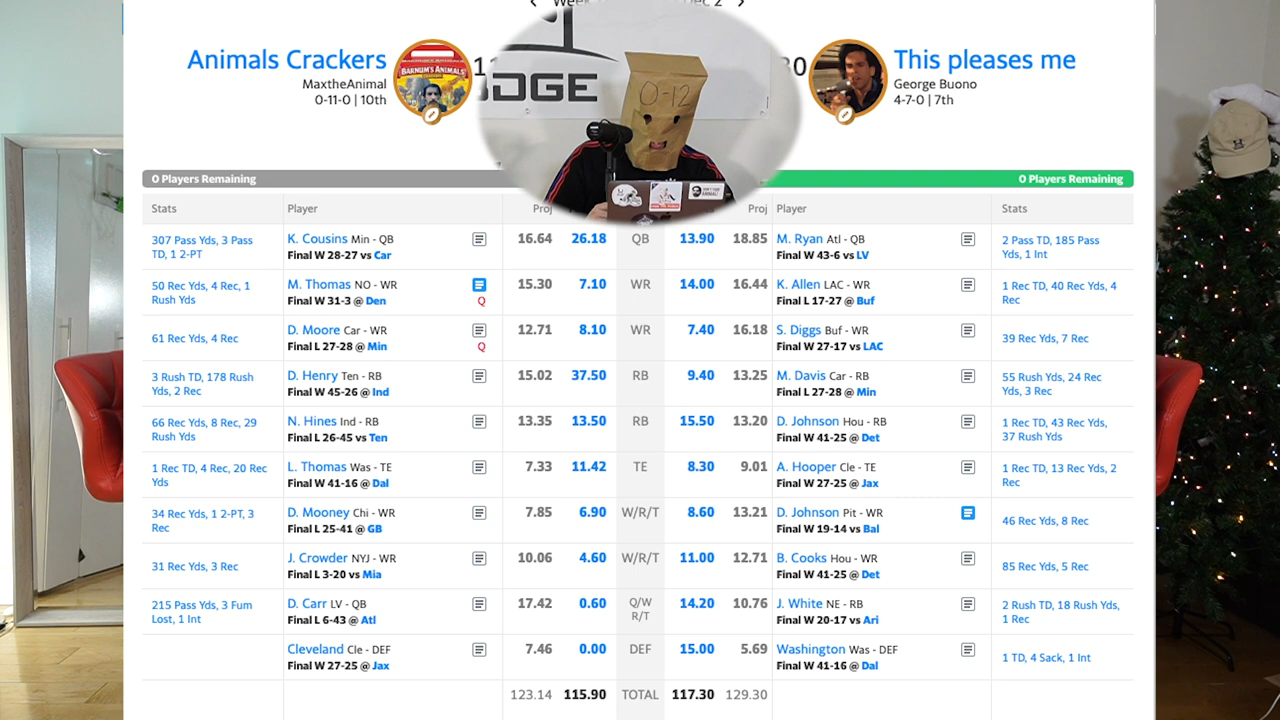 Animals Crackers
MaxtheAnimal
0-11-0 | 10th
BARNUM'S ANIMALS
DGE
0-12
This pleases me
George Buono
4-7-0 | 7th
0 Players Remaining
0 Players Remaining
Stats Player Proj Proj Player Stats
307 Pass Yds, 3 Pass TD, 1 2-PT K. Cousins Min - QB 16.64 26.18 QB 13.90 18.85 M. Ryan Atl - QB 2 Pass TD, 185 Pass Yds, 1 Int
Final W 28-27 vs Car Final W 43-6 vs LV
50 Rec Yds, 4 Rec, 1 Rush Yds M. Thomas NO - WR 15.30 7.10 WR 14.00 16.44 K. Allen LAC - WR 1 Rec TD, 40 Rec Yds, 4 Rec
Final W 31-3 @ Den Q Final L 17-27 @ Buf
61 Rec Yds, 4 Rec D. Moore Car - WR 12.71 8.10 WR 7.40 16.18 S. Diggs Buf - WR 39 Rec Yds, 7 Rec
Final L 27-28 @ Min Q Final W 27-17 vs LAC
3 Rush TD, 178 Rush Yds, 2 Rec D. Henry Ten - RB 15.02 37.50 RB 9.40 13.25 M. Davis Car - RB 55 Rush Yds, 24 Rec Yds, 3 Rec
Final W 45-26 @ Ind Final L 27-28 @ Min
66 Rec Yds, 8 Rec, 29 Rush Yds N. Hines Ind - RB 13.35 13.50 RB 15.50 13.20 D. Johnson Hou - RB 1 Rec TD, 43 Rec Yds, 37 Rush Yds
Final L 26-45 vs Ten Final W 41-25 @ Det
1 Rec TD, 4 Rec, 20 Rec Yds L. Thomas Was - TE 7.33 11.42 TE 8.30 9.01 A. Hooper Cle - TE 1 Rec TD, 13 Rec Yds, 2 Rec
Final W 41-16 @ Dal Final W 27-25 @ Jax
34 Rec Yds, 1 2-PT, 3 Rec D. Mooney Chi - WR 7.85 6.90 W/R/T 8.60 13.21 D. Johnson Pit - WR 46 Rec Yds, 8 Rec
Final L 25-41 @ GB Final W 19-14 vs Bal
31 Rec Yds, 3 Rec J. Crowder NYJ - WR 10.06 4.60 W/R/T 11.00 12.71 B. Cooks Hou - WR 85 Rec Yds, 5 Rec
Final L 3-20 vs Mia Final W 41-25 @ Det
215 Pass Yds, 3 Fum Lost, 1 Int D. Carr LV - QB 17.42 0.60 Q/W R/T 14.20 10.76 J. White NE - RB 2 Rush TD, 18 Rush Yds, 1 Rec
Final L 6-43 @ Atl Final W 20-17 vs Ari
Cleveland Cle - DEF 7.46 0.00 DEF 15.00 5.69 Washington Was - DEF 1 TD, 4 Sack, 1 Int
Final W 27-25 @ Jax Final W 41-16 @ Dal
123.14 115.90 TOTAL 117.30 129.30